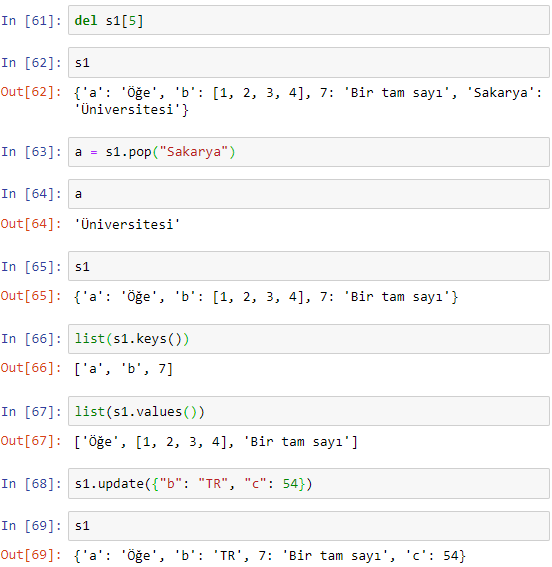 In [61]: del s1[5]
In [62]: s1
Out[62]: {'a': 'Öğe', 'b': [1, 2, 3, 4], 7: 'Bir tam sayı', 'Sakarya':
'Üniversitesi'}
In [63]: a = s1.pop("Sakarya")
In [64]: a
Out[64]: 'Üniversitesi'
In [65]: s1
Out[65]: {'a': 'Öğe', 'b': [1, 2, 3, 4], 7: 'Bir tam sayı'}
In [66]: list(s1.keys())
Out[66]: ['a', 'b', 7]
In [67]: list(s1.values())
Out[67]: ['Öğe', [1, 2, 3, 4], 'Bir tam sayı']
In [68]: s1.update({"b": "TR", "c": 54})
In [69]: s1
Out[69]: {'a': 'Öğe', 'b': 'TR', 7: 'Bir tam sayı', 'c': 54}